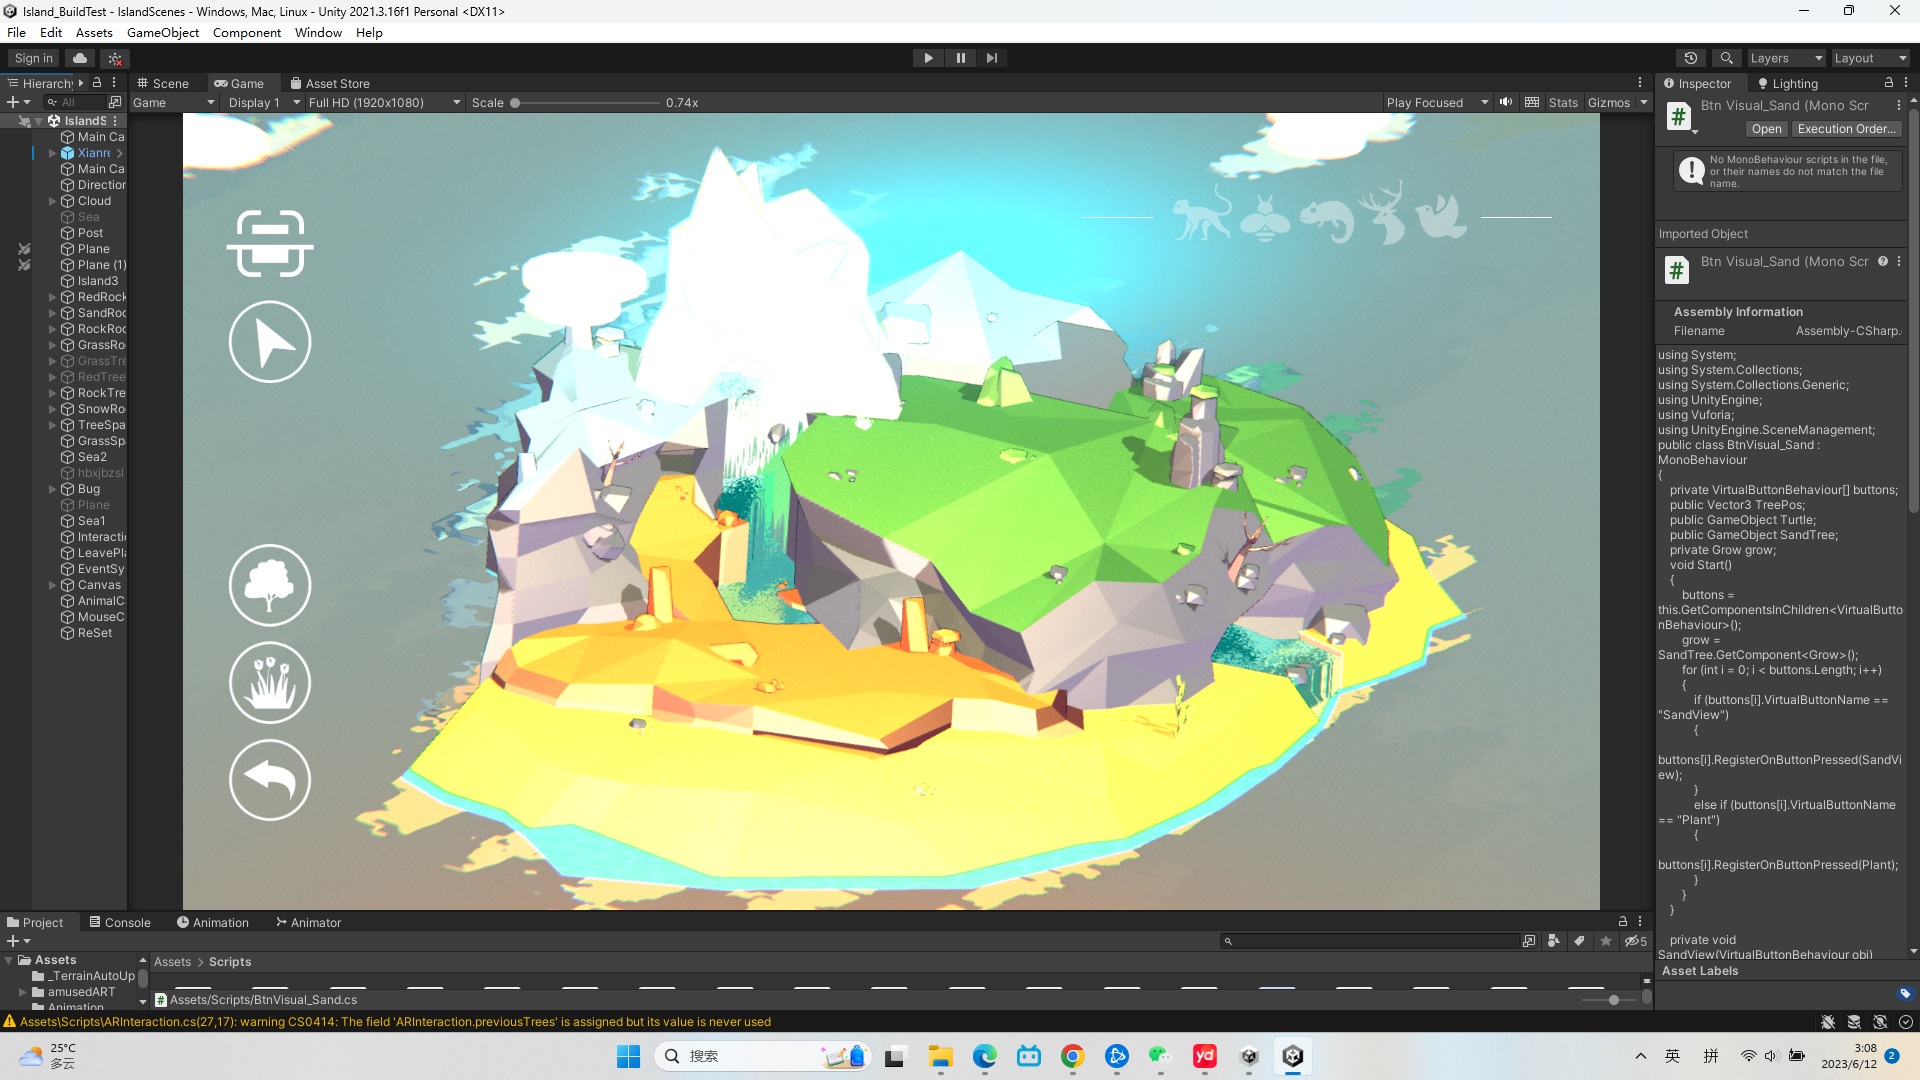 Island_BuildTest - IslandScenes - Windows, Mac, Linux - Unity 2021.3.16f1 Personal <DX11>
File Edit Assets GameObject Component Window Help
Sign in
Layers
Layout
Hierarchy
Scene
Game
Asset Store
Inspector
Lighting
All
Game
Display 1
Full HD (1920x1080)
Scale
0.74x
Play Focused
Stats
Gizmos
IslandS
Main Ca
Xianre
Main Ca
Direction
Cloud
Sea
Post
Plane
Plane (1)
Island3
RedRock
SandRoc
RockRoc
GrassRo
GrassTre
RedTree
RockTre
SnowRo
TreeSpa
GrassSp
Sea2
hbxjbzsl
Bug
Plane
Sea1
Interactio
LeavePla
EventSy
Canvas
AnimalC
MouseC
ReSet
Btn Visual_Sand (Mono Scr
Open
Execution Order...
No MonoBehaviour scripts in the file,
or their names do not match the file
name.
Imported Object
Btn Visual_Sand (Mono Scr
Assembly Information
Filename
Assembly-CSharp.
using System;
using System.Collections;
using System.Collections.Generic;
using UnityEngine;
using Vuforia;
using UnityEngine.SceneManagement;
public class BtnVisual_Sand :
MonoBehaviour
{
private VirtualButtonBehaviour[] buttons;
public Vector3 TreePos;
public GameObject Turtle;
public GameObject SandTree;
private Grow grow;
void Start()
{
buttons =
this.GetComponentsInChildren<VirtualButto
nBehaviour>();
grow =
SandTree.GetComponent<Grow>();
for (int i = 0; i < buttons.Length; i++)
{
if (buttons[i].VirtualButtonName ==
"SandView")
{
buttons[i].RegisterOnButtonPressed(SandVi
ew);
}
else if (buttons[i].VirtualButtonName
== "Plant")
{
buttons[i].RegisterOnButtonPressed(Plant);
}
}
}
private void
SandView(VirtualButtonBehaviour obj)
Asset Labels
Project
Console
Animation
Animator
5
Assets
_TerrainAutoUp
amusedART
Animation
Assets > Scripts
Assets/Scripts/BtnVisual_Sand.cs
Assets\Scripts\ARInteraction.cs(27,17): warning CS0414: The field 'ARInteraction.previousTrees' is assigned but its value is never used
25°C
多云
搜索
yd
英
拼
3:08
2023/6/12
2